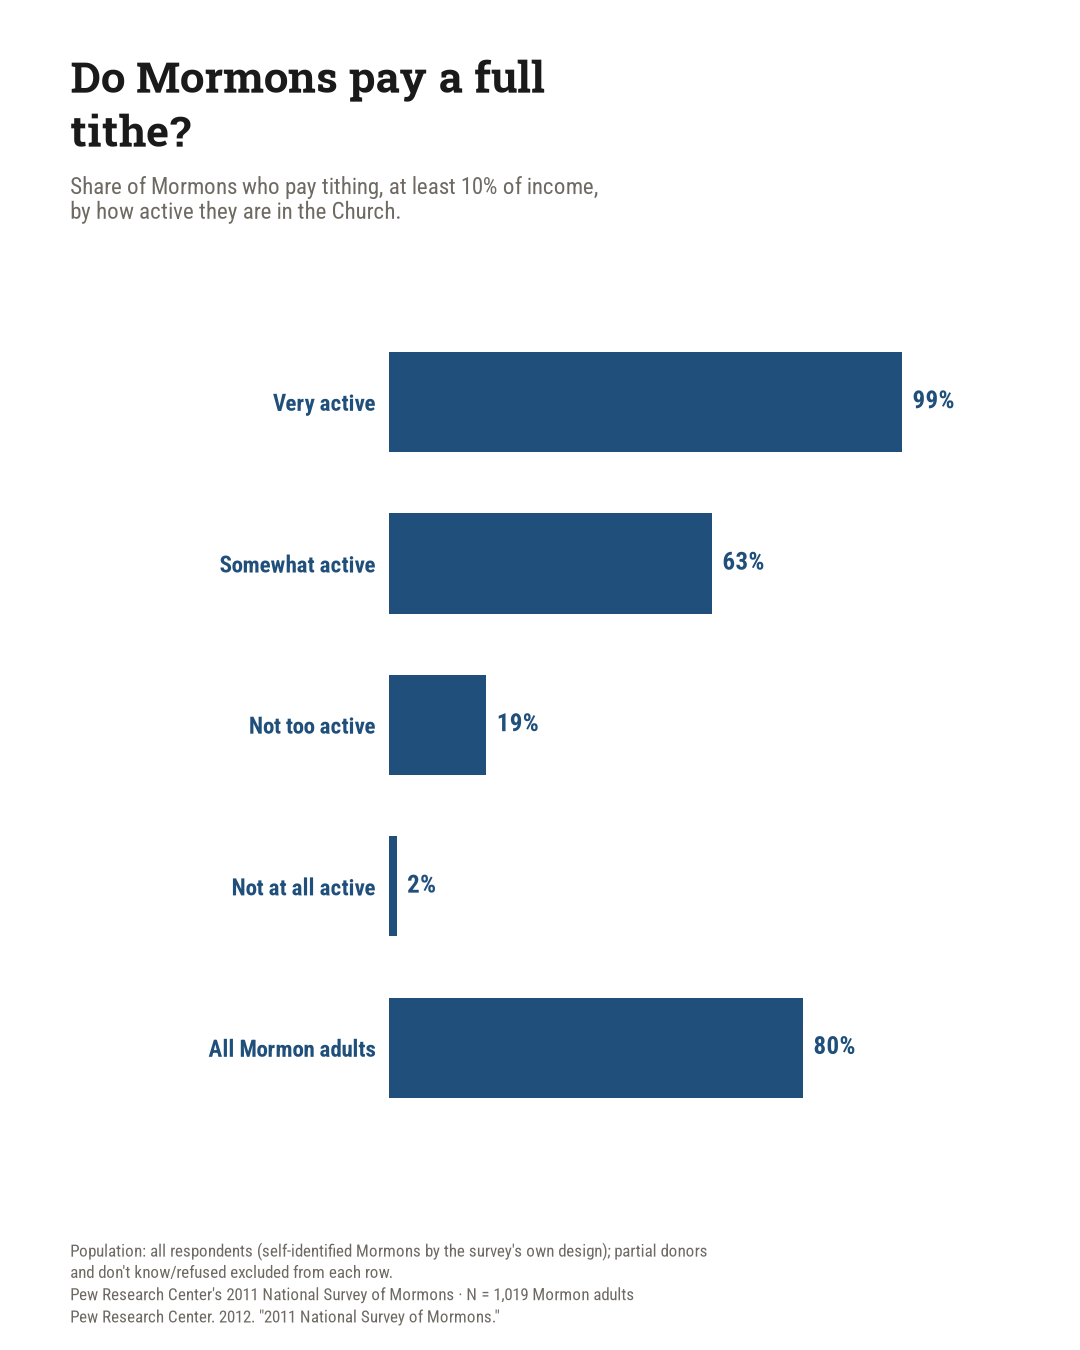 Do Mormons pay a full
tithe?
Share of Mormons who pay tithing, at least 10% of income,
by how active they are in the Church.
Very active 99%
Somewhat active 63%
Not too active 19%
Not at all active 2%
All Mormon adults 80%
Population: all respondents (self-identified Mormons by the survey's own design); partial donors
and don't know/refused excluded from each row.
Pew Research Center's 2011 National Survey of Mormons · N = 1,019 Mormon adults
Pew Research Center. 2012. "2011 National Survey of Mormons."